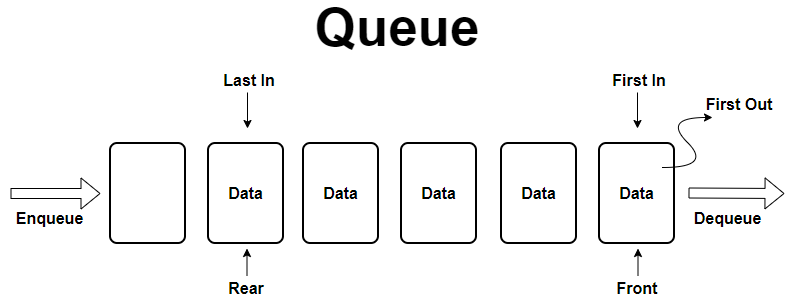 Queue
Last In
First In
First Out
Data
Data
Data
Data
Data
Enqueue
Dequeue
Rear
Front